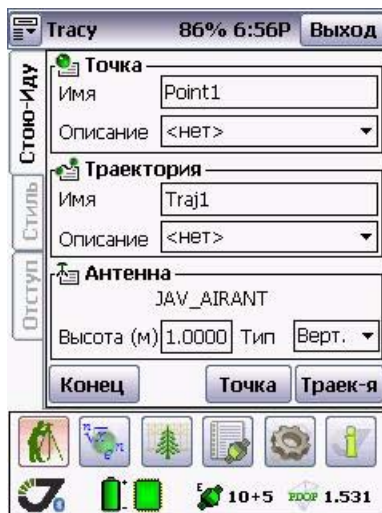 Tracy 86% 6:56P Выход
Стою-Иду
Стиль
Отступ
Точка
Имя Point1
Описание <нет>
Траектория
Имя Traj1
Описание <нет>
Антенна
JAV_AIRANT
Высота (м) 1.0000 Тип Верт.
Конец Точка Траек-я
0 E 10+5 PDOP 1.531